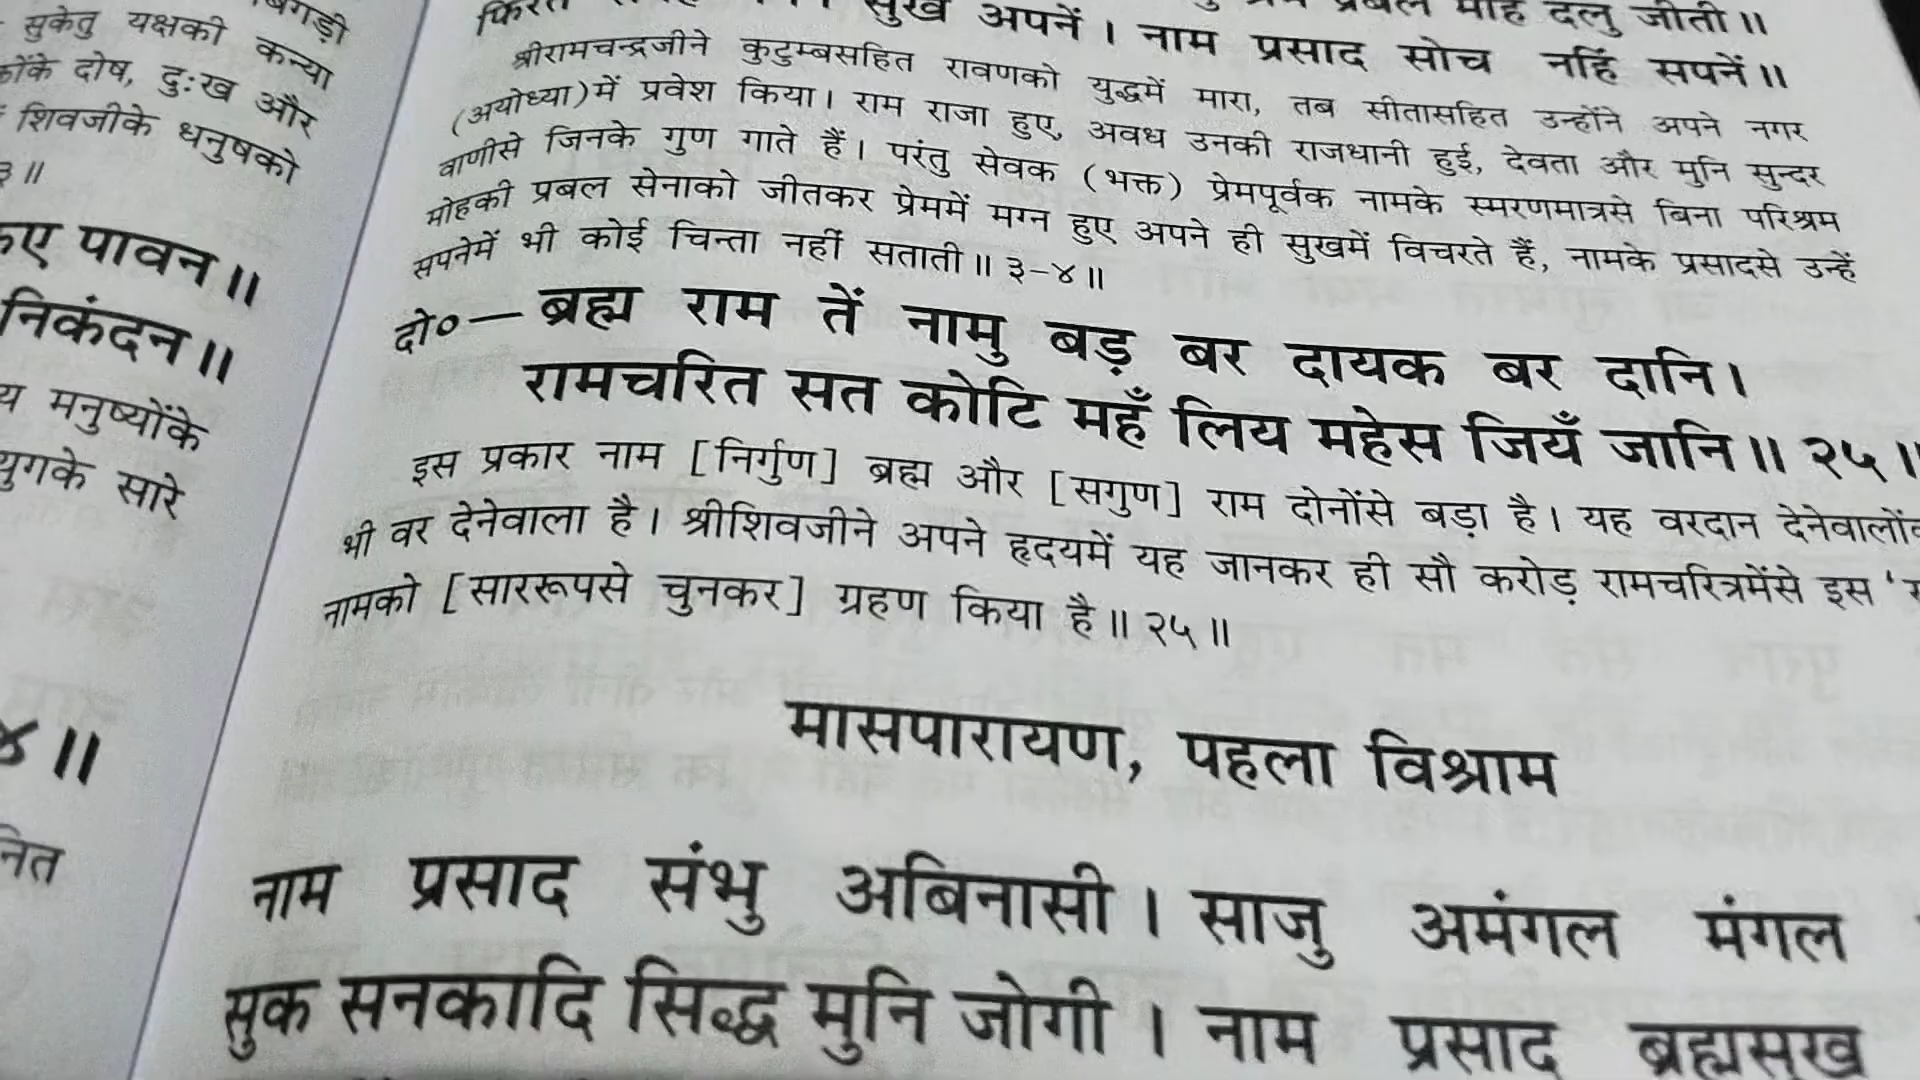 बिगड़ी
सुकेतु यक्षकी कन्या
दोष, दुःख और
शिवजीके धनुषको
३॥
पावन॥
निकंदन॥
मनुष्योंके
सारे
४॥
जीती॥
सुख अपनें। नाम प्रसाद सोच नहिं सपनें॥
श्रीरामचन्द्रजीने कुटुम्बसहित रावणको युद्धमें मारा, तब सीतासहित उन्होंने अपने नगर
(अयोध्या)में प्रवेश किया। राम राजा हुए, अवध उनकी राजधानी हुई, देवता और मुनि सुन्दर
वाणीसे जिनके गुण गाते हैं। परंतु सेवक (भक्त) प्रेमपूर्वक नामके स्मरणमात्रसे बिना परिश्रम
मोहकी प्रबल सेनाको जीतकर प्रेममें मग्न हुए अपने ही सुखमें विचरते हैं, नामके प्रसादसे उन्हें
सपनेमें भी कोई चिन्ता नहीं सताती॥ ३-४॥
दो०— ब्रह्म राम तें नामु बड़ बर दायक बर दानि।
रामचरित सत कोटि महँ लिय महेस जियँ जानि॥ २५॥
इस प्रकार नाम [निर्गुण] ब्रह्म और [सगुण] राम दोनोंसे बड़ा है। यह वरदान
भी वर देनेवाला है। श्रीशिवजीने अपने हृदयमें यह जानकर ही सौ करोड़ रामचरित्रमेंसे इस
नामको [साररूपसे चुनकर] ग्रहण किया है॥ २५॥
मासपारायण, पहला विश्राम
नाम प्रसाद संभु अबिनासी। साजु अमंगल मंगल
सुक सनकादि सिद्ध मुनि जोगी। नाम प्रसाद ब्रह्मसुख